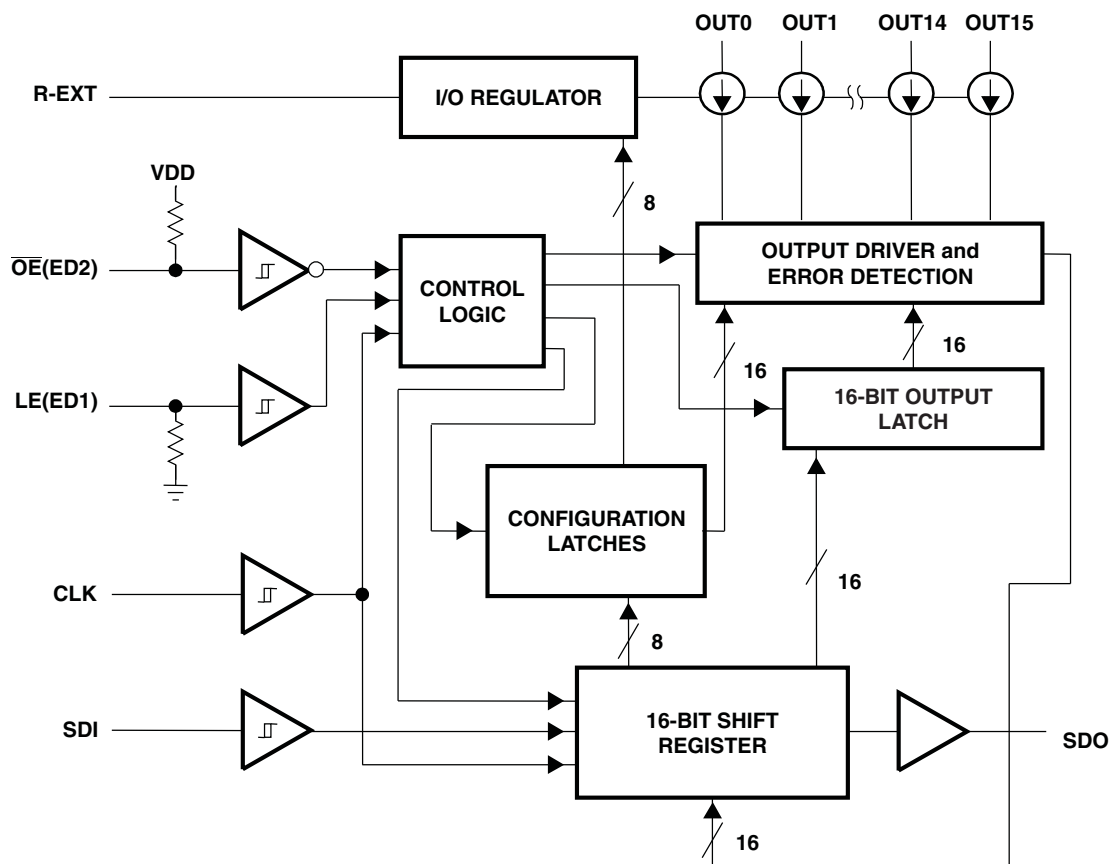 OUT0 OUT1 OUT14 OUT15
R-EXT
I/O REGULATOR
VDD
8
OE(ED2)
CONTROL
LOGIC
OUTPUT DRIVER and
ERROR DETECTION
16
16
LE(ED1)
16-BIT OUTPUT
LATCH
CONFIGURATION
LATCHES
16
CLK
8
SDI
16-BIT SHIFT
REGISTER
SDO
16